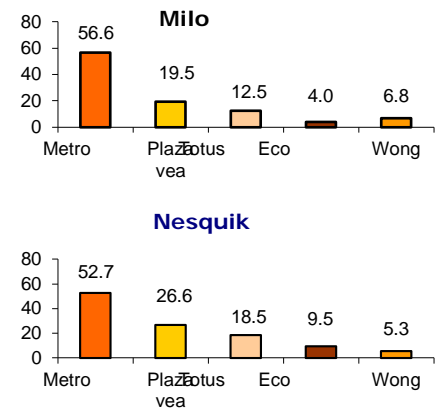 Milo
80
60
40
20
0
56.6
19.5
12.5
4.0
6.8
Metro
Plaza
vea
Totus
Eco
Wong
Nesquik
80
60
40
20
0
52.7
26.6
18.5
9.5
5.3
Metro
Plaza
vea
Totus
Eco
Wong